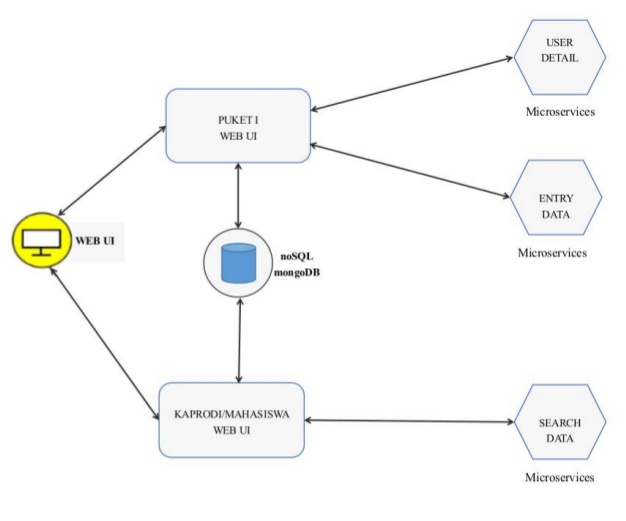 USER
DETAIL
Microservices
PUKET I
WEB UI
ENTRY
DATA
Microservices
WEB UI
noSQL
mongoDB
KAPRODI/MAHASISWA
WEB UI
SEARCH
DATA
Microservices